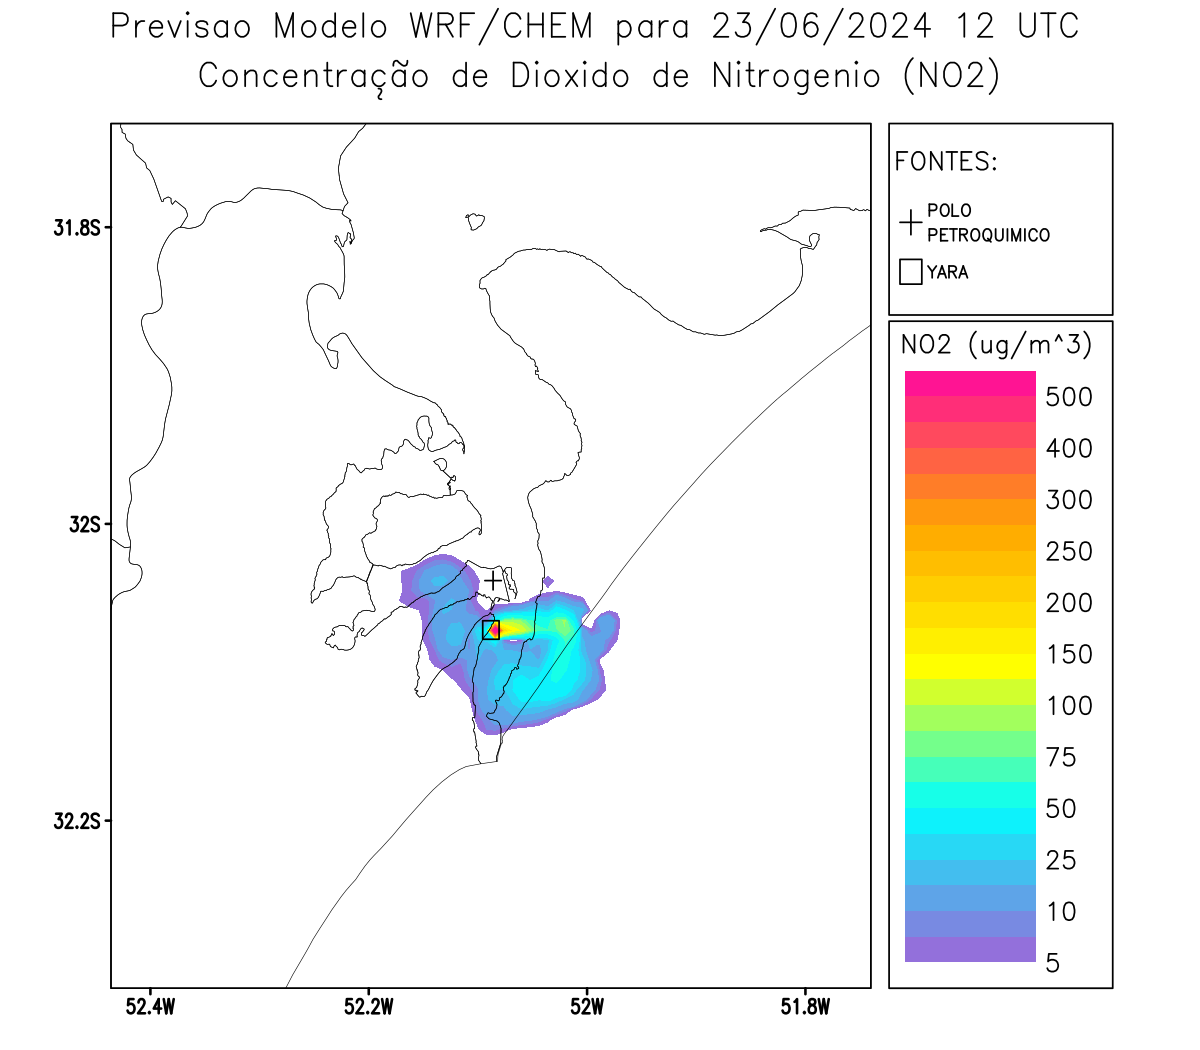 Previsao Modelo WRF/CHEM para 23/06/2024 12 UTC
Concentração de Dioxido de Nitrogenio (NO2)
FONTES:
POLO
PETROQUIMICO
YARA
NO2 (ug/m^3)
500
400
300
250
200
150
100
75
50
25
10
5
31.8S
32S
32.2S
52.4W
52.2W
52W
51.8W